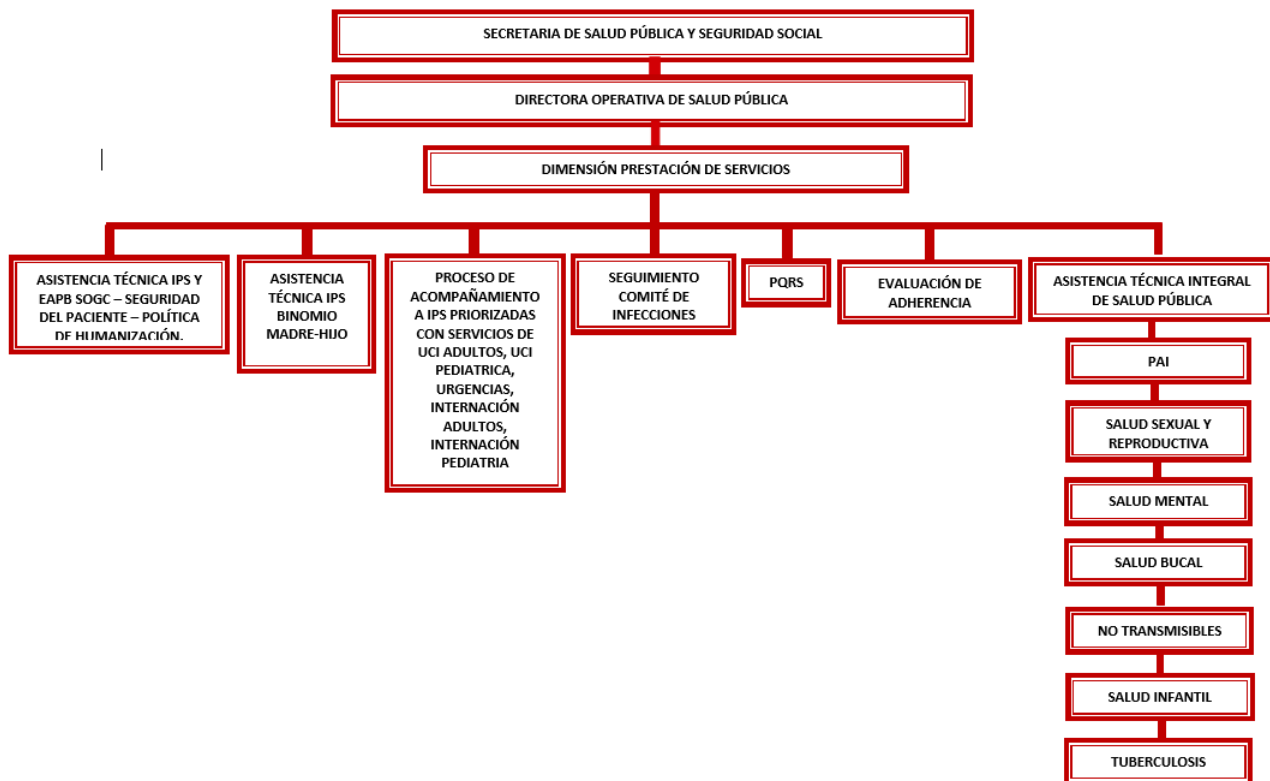 SECRETARIA DE SALUD PÚBLICA Y SEGURIDAD SOCIAL
DIRECTORA OPERATIVA DE SALUD PÚBLICA
DIMENSIÓN PRESTACIÓN DE SERVICIOS
ASISTENCIA TÉCNICA IPS Y
EAPB SOGC – SEGURIDAD
DEL PACIENTE – POLÍTICA
DE HUMANIZACIÓN.
ASISTENCIA
TÉCNICA IPS
BINOMIO
MADRE-HIJO
PROCESO DE
ACOMPAÑAMIENTO
A IPS PRIORIZADAS
CON SERVICIOS DE
UCI ADULTOS, UCI
PEDIATRICA,
URGENCIAS,
INTERNACIÓN
ADULTOS,
INTERNACIÓN
PEDIATRIA
SEGUIMIENTO
COMITÉ DE
INFECCIONES
PQRS
EVALUACIÓN DE
ADHERENCIA
ASISTENCIA TÉCNICA INTEGRAL
DE SALUD PÚBLICA
PAI
SALUD SEXUAL Y
REPRODUCTIVA
SALUD MENTAL
SALUD BUCAL
NO TRANSMISIBLES
SALUD INFANTIL
TUBERCULOSIS